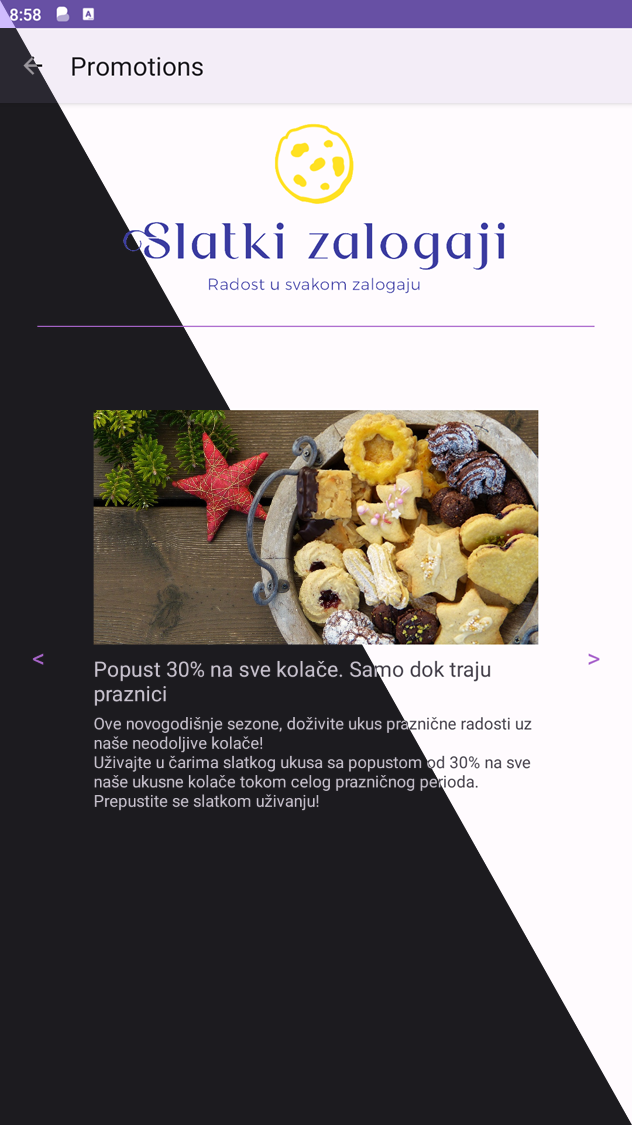 8:58
A
Promotions
Slatki zalogaji
Radost u svakom zalogaju
<
>
Popust 30% na sve kolače. Samo dok traju
praznici
Ove novogodišnje sezone, doživite ukus praznične radosti uz
naše neodoljive kolače!
Uživajte u čarima slatkog ukusa sa popustom od 30% na sve
naše ukusne kolače tokom celog prazničnog perioda.
Prepustite se slatkom uživanju!